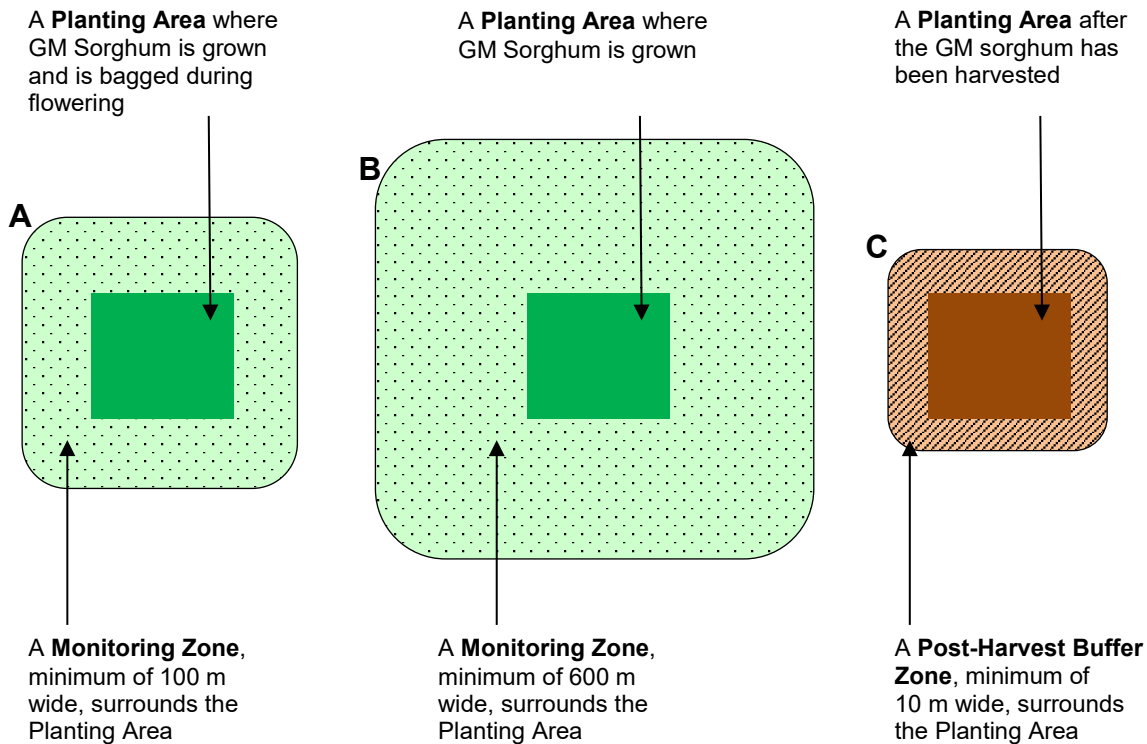 A Planting Area where
GM Sorghum is grown
and is bagged during
flowering
A Planting Area where
GM Sorghum is grown
A Planting Area after
the GM sorghum has
been harvested
A
B
C
A Monitoring Zone,
minimum of 100 m
wide, surrounds the
Planting Area
A Monitoring Zone,
minimum of 600 m
wide, surrounds the
Planting Area
A Post-Harvest Buffer
Zone, minimum of
10 m wide, surrounds
the Planting Area